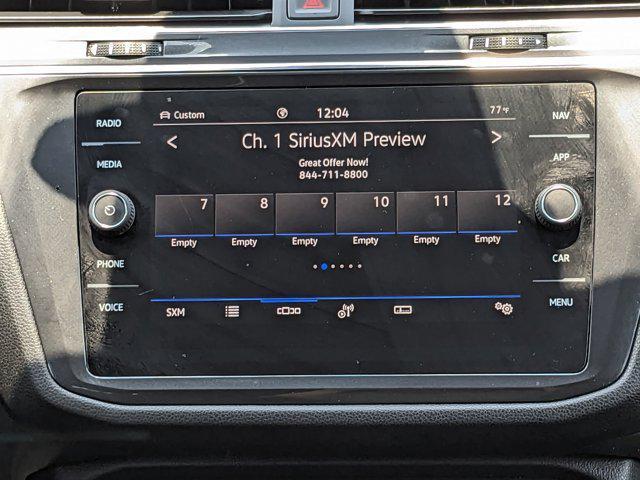 Custom 12:04 77°F
RADIO
MEDIA
PHONE
VOICE
< Ch. 1 SiriusXM Preview >
Great Offer Now!
844-711-8800
7 8 9 10 11 12
Empty Empty Empty Empty Empty Empty
SXM
NAV
APP
CAR
MENU